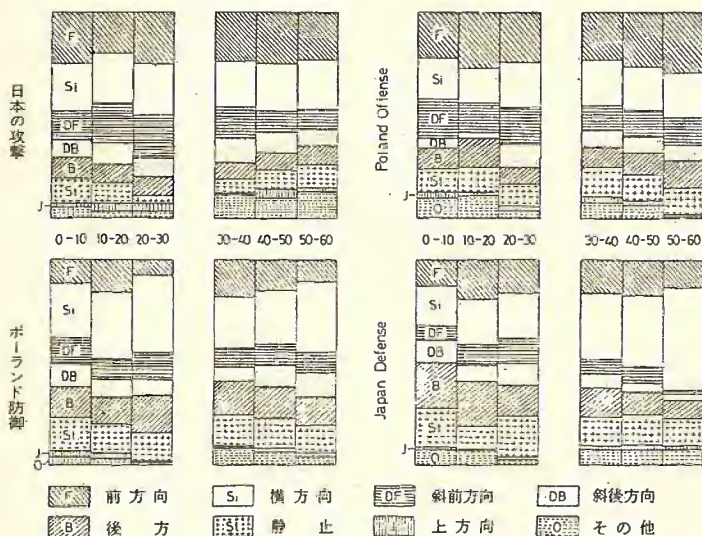 日本の攻撃
F
Si
DF
DB
B
St
J
0-10 10-20 20-30
30-40 40-50 50-60
Poland Offense
F
Si
DF
DB
B
St
J
O
0-10 10-20 20-30
30-40 40-50 50-60
ポーランド防御
F
Si
DF
DB
B
St
J
O
Japan Defense
F
Si
DF
DB
B
St
J
O
F 前方向
Si 横方向
DF 斜前方向
DB 斜後方向
B 後方
St 静止
上方向
O その他